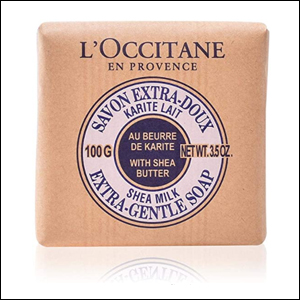 L'OCCITANE
EN PROVENCE
SAVON EXTRA-DOUX
KARITE LAIT
AU BEURRE
DE KARITE
100 G
NET WT. 3.5 OZ.
WITH SHEA
BUTTER
SHEA MILK
EXTRA-GENTLE SOAP